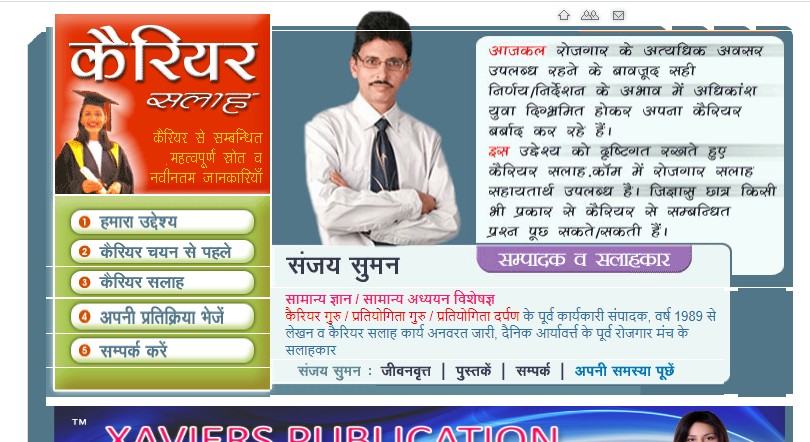 कैरियर
सलाह
कैरियर से सम्बन्धित
महत्वपूर्ण स्रोत व
नवीनतम जानकारियाँ
1 हमारा उद्देश्य
2 कैरियर चयन से पहले
3 कैरियर सलाह
4 अपनी प्रतिक्रिया भेजें
5 सम्पर्क करें
आजकल रोजगार के अत्यधिक अवसर
उपलब्ध रहने के बावजूद सही
निर्णय/निर्देशन के अभाव में अधिकांश
युवा दिग्भ्रमित होकर अपना कैरियर
बर्बाद कर रहे हैं।
इस उद्देश्य को दृष्टिगत रखते हुए
कैरियर सलाह.कॉम में रोजगार सलाह
सहायतार्थ उपलब्ध है। जिज्ञासु छात्र किसी
भी प्रकार से कैरियर से सम्बन्धित
प्रश्न पूछ सकते/सकती हैं।
संजय सुमन
सम्पादक व सलाहकार
सामान्य ज्ञान / सामान्य अध्ययन विशेषज्ञ
कैरियर गुरु / प्रतियोगिता गुरु / प्रतियोगिता दर्पण के पूर्व कार्यकारी संपादक, वर्ष 1989 से
लेखन व कैरियर सलाह कार्य अनवरत जारी, दैनिक आर्यावर्त्त के पूर्व रोजगार मंच के
सलाहकार
संजय सुमन : जीवनवृत्त | पुस्तकें | सम्पर्क | अपनी समस्या पूछें
TM
XAVIERS PUBLICATION